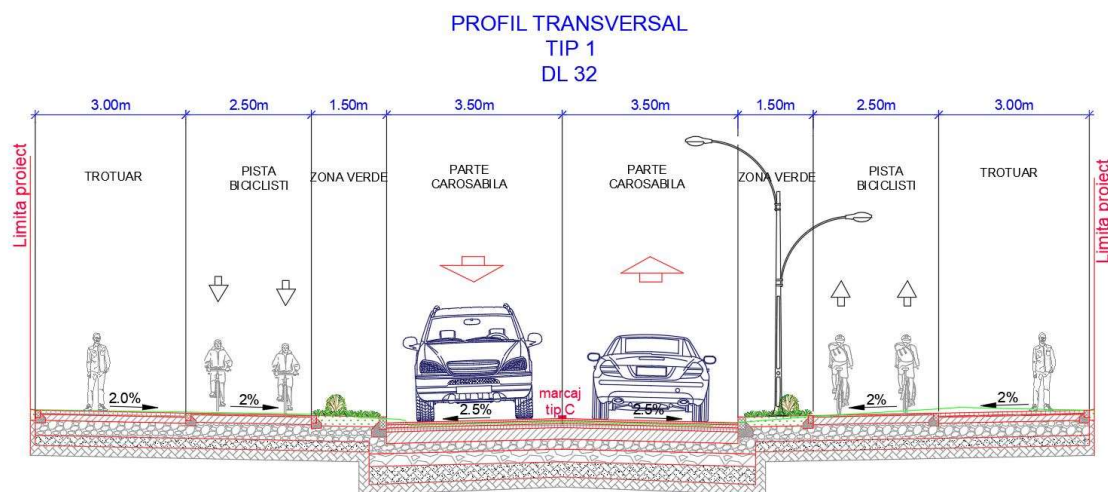 PROFIL TRANSVERSAL
TIP 1
DL 32
3.00m 2.50m 1.50m 3.50m 3.50m 1.50m 2.50m 3.00m
Limita proiect
TROTUAR
PISTA
BICICLISTI
ZONA VERDE
PARTE
CAROSABILA
PARTE
CAROSABILA
ZONA VERDE
PISTA
BICICLISTI
TROTUAR
Limita proiect
2.0%
2%
2.5%
marcaj
tip C
2.5%
2%
2%